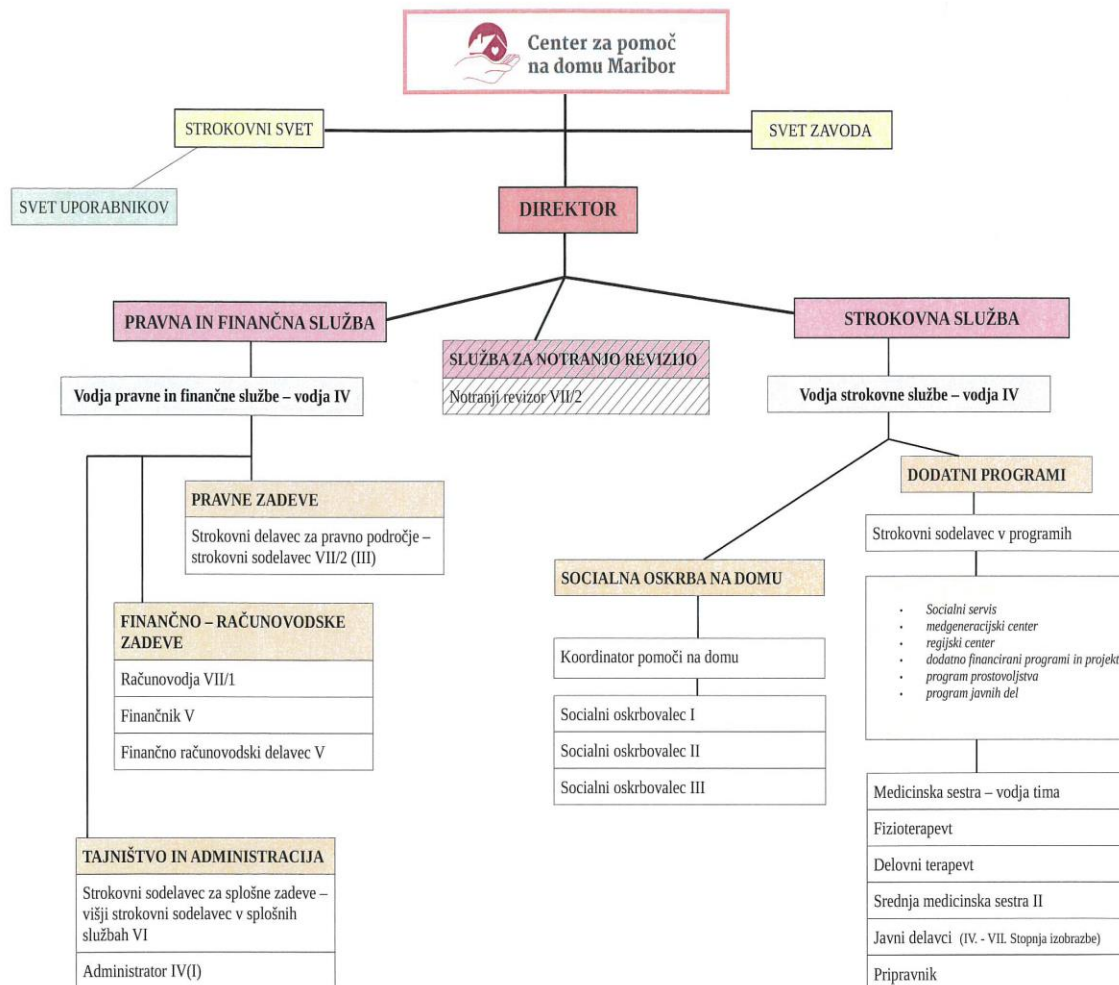 Center za pomoč
na domu Maribor
STROKOVNI SVET
SVET ZAVODA
SVET UPORABNIKOV
DIREKTOR
PRAVNA IN FINANČNA SLUŽBA
STROKOVNA SLUŽBA
SLUŽBA ZA NOTRANJO REVIZIJO
Notranji revizor VII/2
Vodja pravne in finančne službe – vodja IV
Vodja strokovne službe – vodja IV
PRAVNE ZADEVE
Strokovni delavec za pravno področje –
strokovni sodelavec VII/2 (III)
FINANČNO – RAČUNOVODSKE
ZADEVE
Računovodja VII/1
Finančnik V
Finančno računovodski delavec V
TAJNIŠTVO IN ADMINISTRACIJA
Strokovni sodelavec za splošne zadeve –
višji strokovni sodelavec v splošnih
službah VI
Administrator IV(I)
SOCIALNA OSKRBA NA DOMU
Koordinator pomoči na domu
Socialni oskrbovalec I
Socialni oskrbovalec II
Socialni oskrbovalec III
DODATNI PROGRAMI
Strokovni sodelavec v programih
• Socialni servis
• medgeneracijski center
• regijski center
• dodatno financirani programi in projekt
• program prostovoljstva
• program javnih del
Medicinska sestra – vodja tima
Fizioterapevt
Delovni terapevt
Srednja medicinska sestra II
Javni delavci (IV. - VII. Stopnja izobrazbe)
Pripravnik